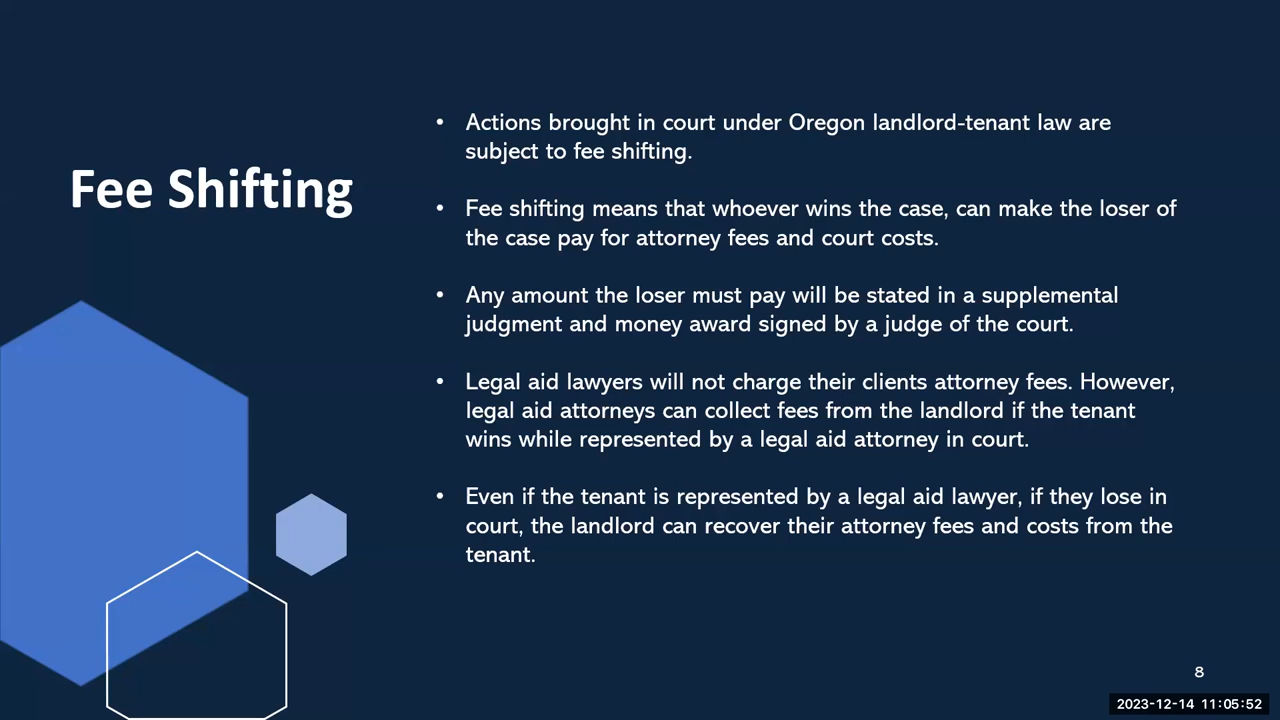 Fee Shifting
• Actions brought in court under Oregon landlord-tenant law are
subject to fee shifting.
• Fee shifting means that whoever wins the case, can make the loser of
the case pay for attorney fees and court costs.
• Any amount the loser must pay will be stated in a supplemental
judgment and money award signed by a judge of the court.
• Legal aid lawyers will not charge their clients attorney fees. However,
legal aid attorneys can collect fees from the landlord if the tenant
wins while represented by a legal aid attorney in court.
• Even if the tenant is represented by a legal aid lawyer, if they lose in
court, the landlord can recover their attorney fees and costs from the
tenant.
8
2023-12-14 11:05:52